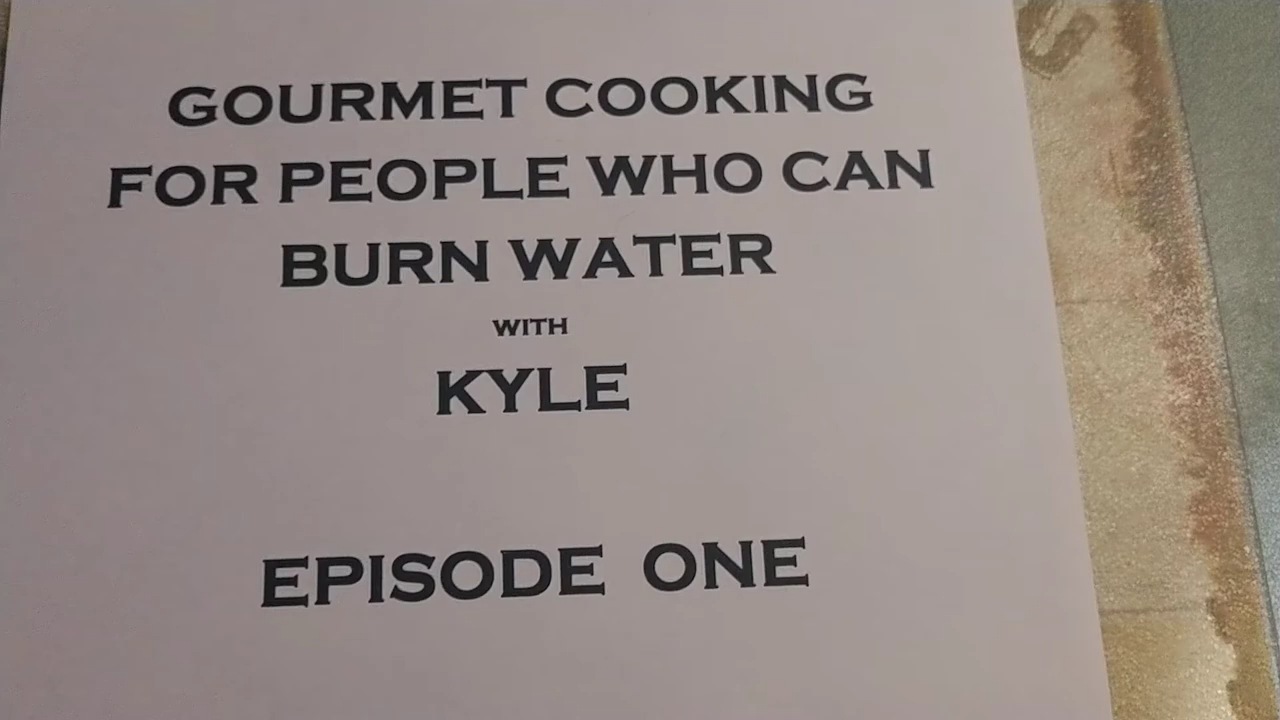 GOURMET COOKING
FOR PEOPLE WHO CAN
BURN WATER
WITH
KYLE
EPISODE ONE